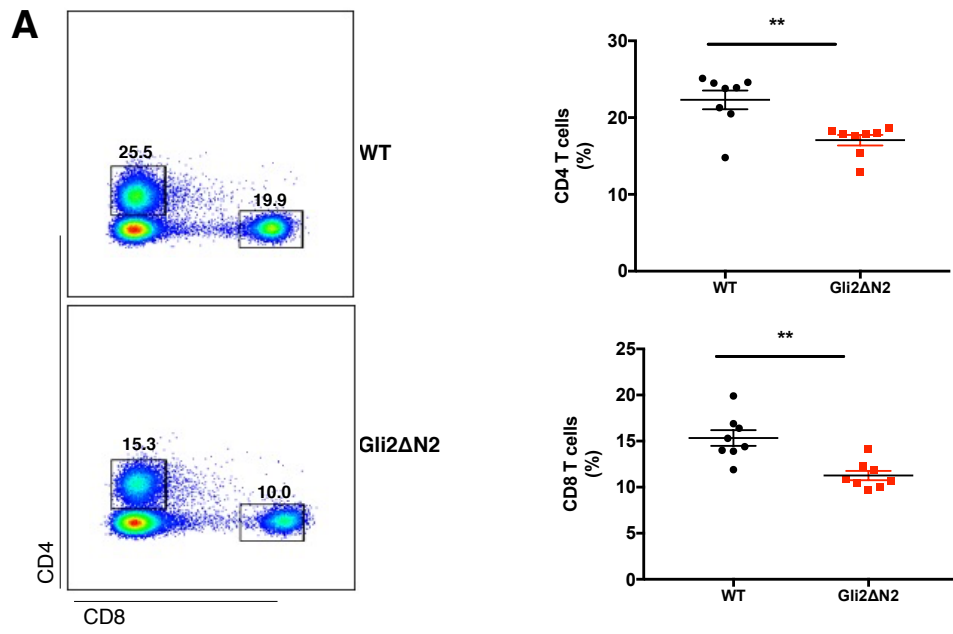 A
25.5
19.9
WT
15.3
10.0
Gli2ΔN2
CD4
CD8
**
30
20
10
0
CD4 T cells
(%)
WT
Gli2ΔN2
**
25
20
15
10
5
0
CD8 T cells
(%)
WT
Gli2ΔN2